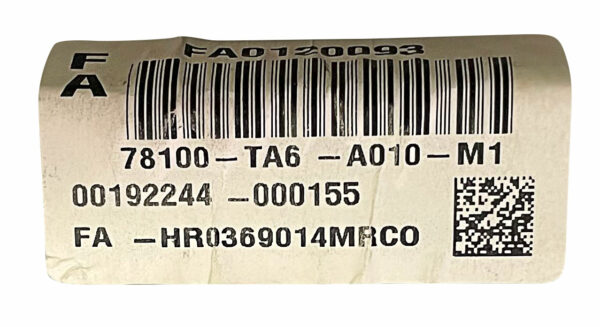 FA
FA0120093
78100-TA6 -A010-M1
00192244 -000155
FA -HR0369014MRCO